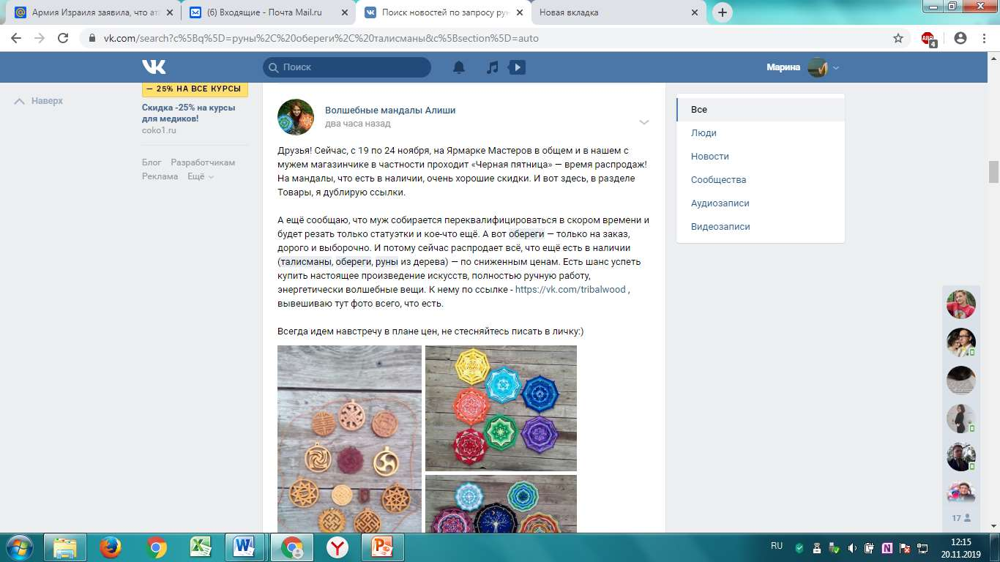 Армия Израиля заявила, что ат
(6) Входящие - Почта Mail.ru
Поиск новостей по запросу рун
Новая вкладка
vk.com/search?c%5Bq%5D=руны%2C%20обереги%2C%20талисманы&c%5Bsection%5D=auto
ABP
4
Поиск
Марина
Наверх
— 25% НА ВСЕ КУРСЫ
Скидка -25% на курсы
для медиков!
coko1.ru
Блог Разработчикам
Реклама Ещё
Волшебные мандалы Алиши
два часа назад
Друзья! Сейчас, с 19 по 24 ноября, на Ярмарке Мастеров в общем и в нашем с
мужем магазинчике в частности проходит «Черная пятница» — время распродаж!
На мандалы, что есть в наличии, очень хорошие скидки. И вот здесь, в разделе
Товары, я дублирую ссылки.
А ещё сообщаю, что муж собирается переквалифицироваться в скором времени и
будет резать только статуэтки и кое-что ещё. А вот обереги — только на заказ,
дорого и выборочно. И потому сейчас распродает всё, что ещё есть в наличии
(талисманы, обереги, руны из дерева) — по сниженным ценам. Есть шанс успеть
купить настоящее произведение искусств, полностью ручную работу,
энергетически волшебные вещи. К нему по ссылке - https://vk.com/tribalwood ,
вывешиваю тут фото всего, что есть.
Всегда идем навстречу в плане цен, не стесняйтесь писать в личку:)
Все
Люди
Новости
Сообщества
Аудиозаписи
Видеозаписи
17
RU
12:15
20.11.2019